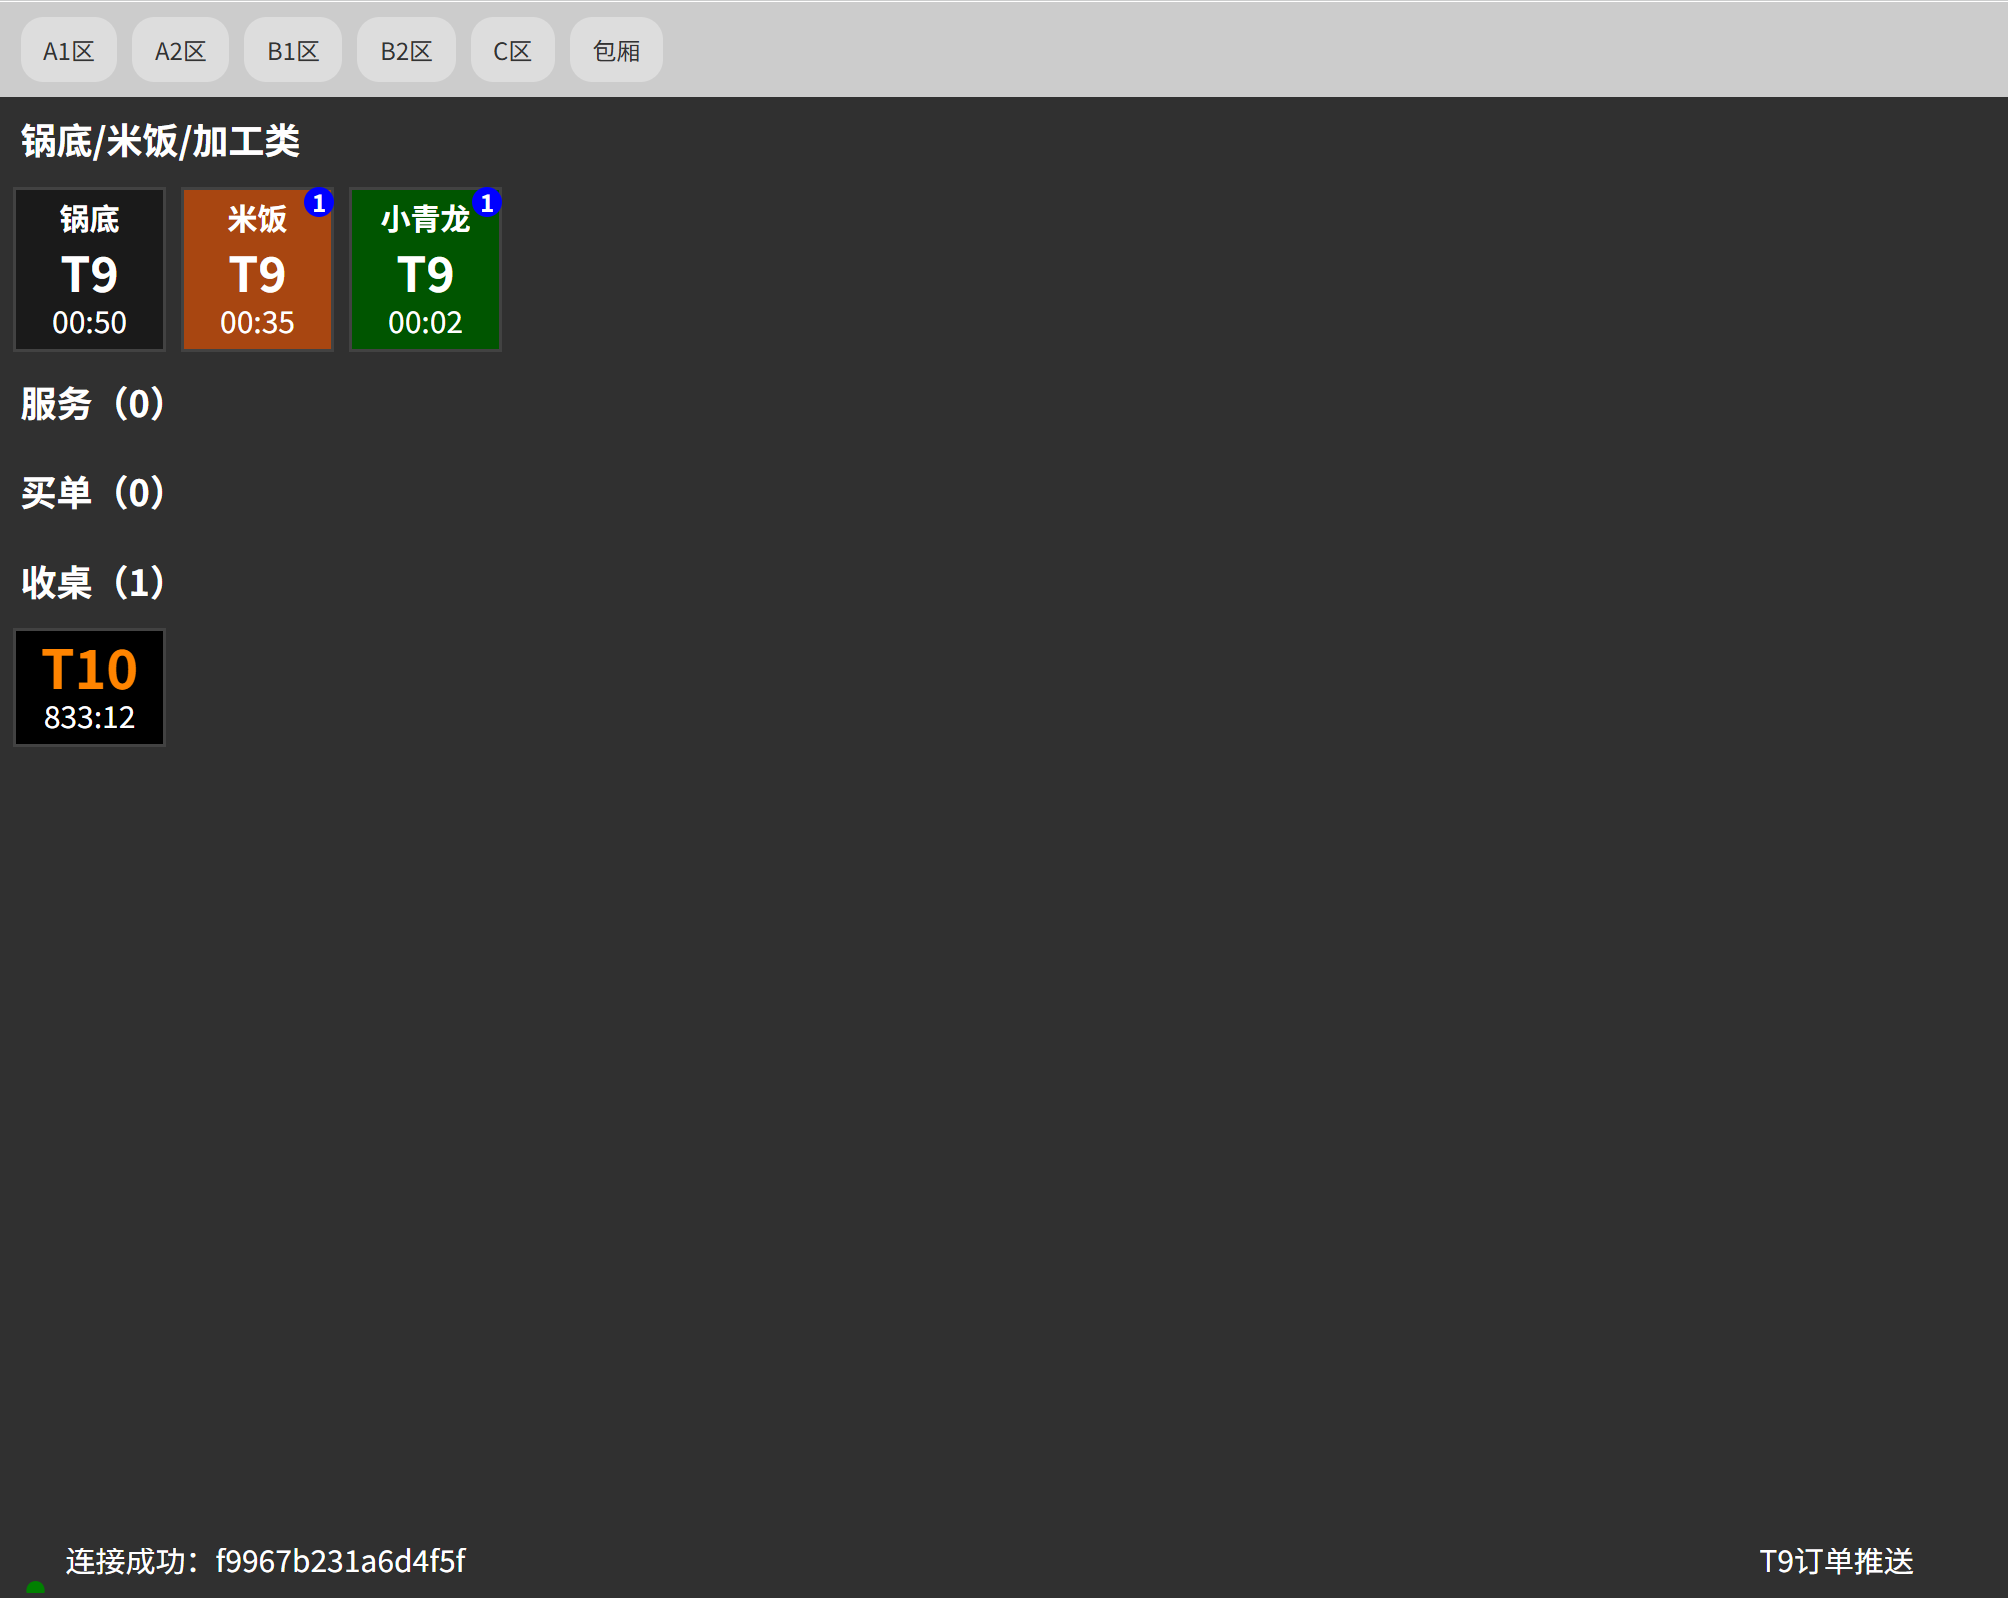 A1区 A2区 B1区 B2区 C区 包厢
锅底/米饭/加工类
锅底 米饭 1 小青龙 1
T9 T9 T9
00:50 00:35 00:02
服务（0）
买单（0）
收桌（1）
T10
833:12
连接成功：f9967b231a6d4f5f T9订单推送